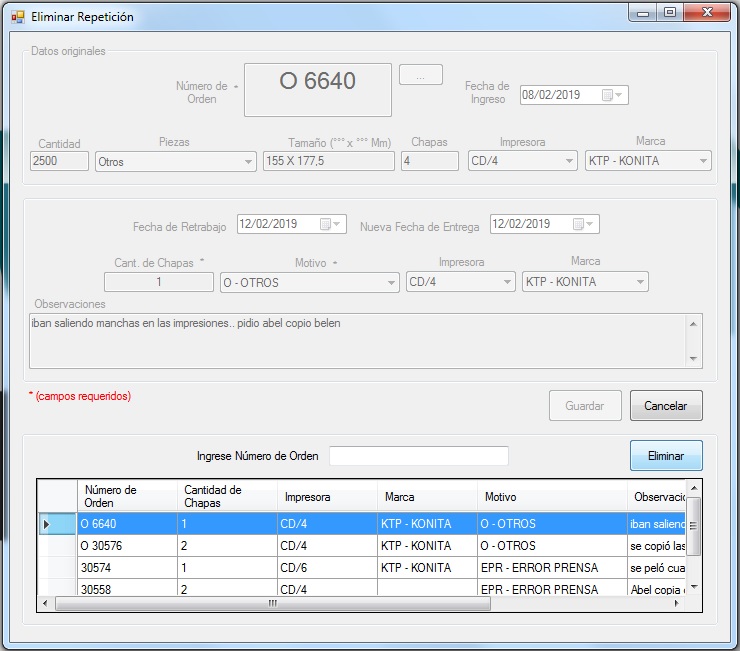 Eliminar Repetición
Datos originales
Número de * Orden
O 6640
...
Fecha de Ingreso
08/02/2019
Cantidad
Piezas
Tamaño (°°° x °°° Mm)
Chapas
Impresora
Marca
2500
Otros
155 X 177,5
4
CD/4
KTP - KONITA
Fecha de Retrabajo
12/02/2019
Nueva Fecha de Entrega
12/02/2019
Cant. de Chapas *
Motivo *
Impresora
Marca
1
O - OTROS
CD/4
KTP - KONITA
Observaciones
iban saliendo manchas en las impresiones.. pidio abel copio belen
* (campos requeridos)
Guardar
Cancelar
Ingrese Número de Orden
Eliminar
Número de Orden
Cantidad de Chapas
Impresora
Marca
Motivo
Observacio
O 6640 1 CD/4 KTP - KONITA O - OTROS iban saliend
O 30576 2 CD/4 KTP - KONITA O - OTROS se copió las
30574 1 CD/6 KTP - KONITA EPR - ERROR PRENSA se peló cua
30558 2 CD/4 EPR - ERROR PRENSA Abel copia